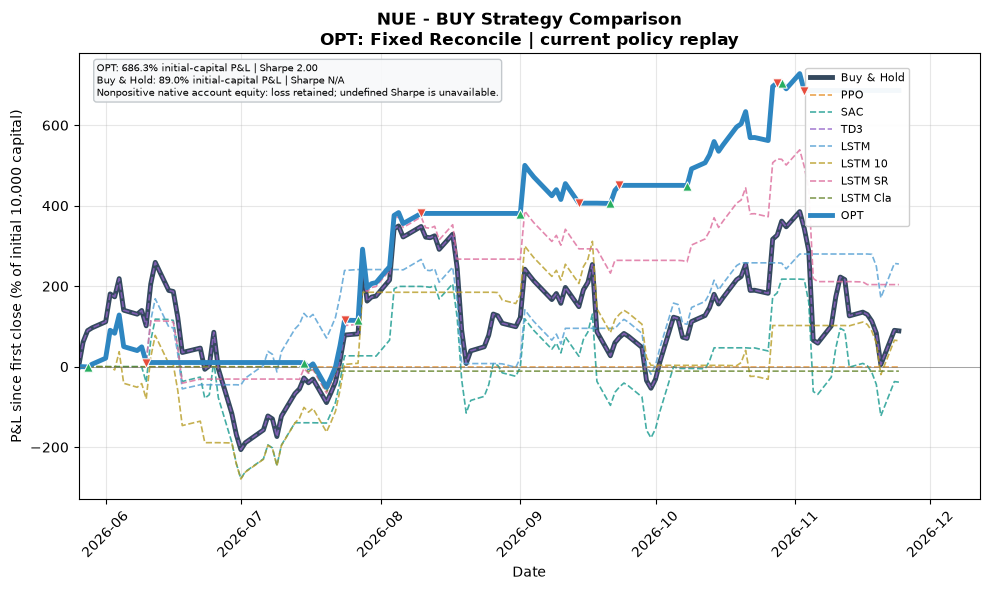 NUE - BUY Strategy Comparison
OPT: Fixed Reconcile | current policy replay
OPT: 686.3% initial-capital P&L | Sharpe 2.00
Buy & Hold: 89.0% initial-capital P&L | Sharpe N/A
Nonpositive native account equity: loss retained; undefined Sharpe is unavailable.
Buy & Hold
PPO
SAC
TD3
LSTM
LSTM 10
LSTM SR
LSTM Cla
OPT
P&L since first close (% of initial 10,000 capital)
600
400
200
0
−200
2026-06
2026-07
2026-08
2026-09
2026-10
2026-11
2026-12
Date